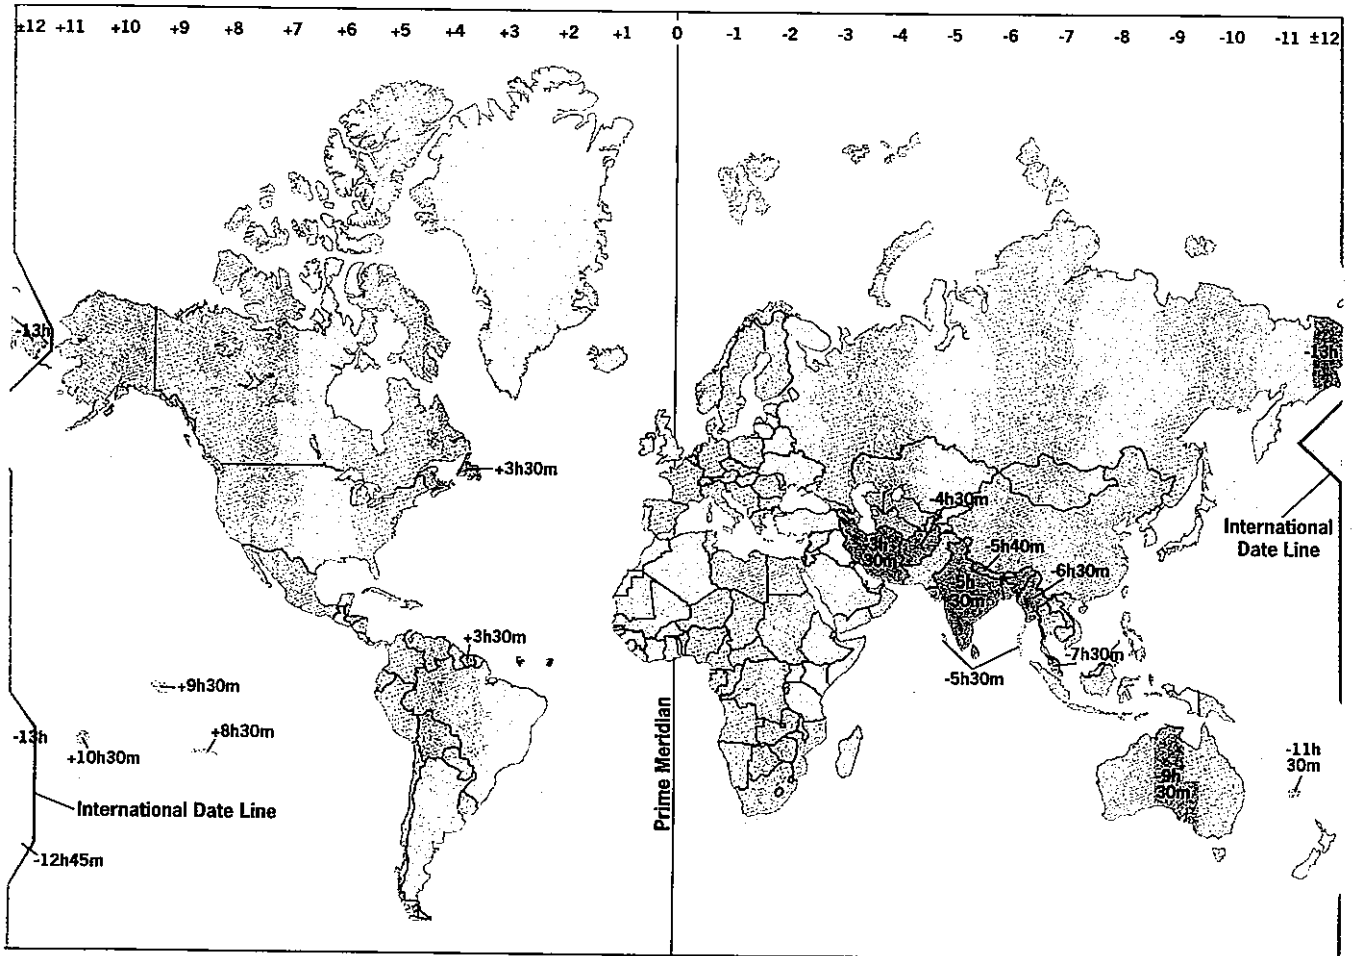 ±12 +11 +10 +9 +8 +7 +6 +5 +4 +3 +2 +1 0 -1 -2 -3 -4 -5 -6 -7 -8 -9 -10 -11 ±12
-13h
-13h
+3h30m
-4h30m
International
Date Line
-5h40m
3h
30m
-6h30m
5h
30m
+3h30m
-7h30m
-5h30m
+9h30m
+8h30m
-13h
+10h30m
-11h
30m
9h
30m
Prime Meridian
International Date Line
-12h45m